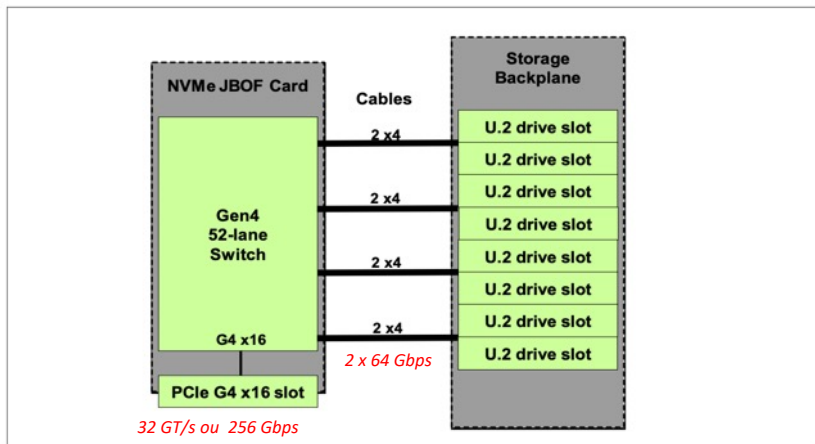 NVMe JBOF Card
Cables
Storage
Backplane
Gen4
52-lane
Switch
G4 x16
PCIe G4 x16 slot
32 GT/s ou 256 Gbps
2 x4
2 x4
2 x4
2 x4
2 x 64 Gbps
U.2 drive slot
U.2 drive slot
U.2 drive slot
U.2 drive slot
U.2 drive slot
U.2 drive slot
U.2 drive slot
U.2 drive slot